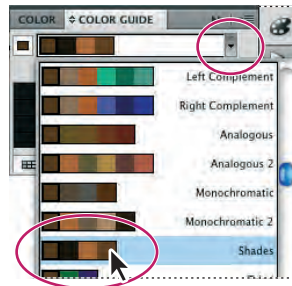 COLOR COLOR GUIDE
Left Complement
Right Complement
Analogous
Analogous 2
Monochromatic
Monochromatic 2
Shades